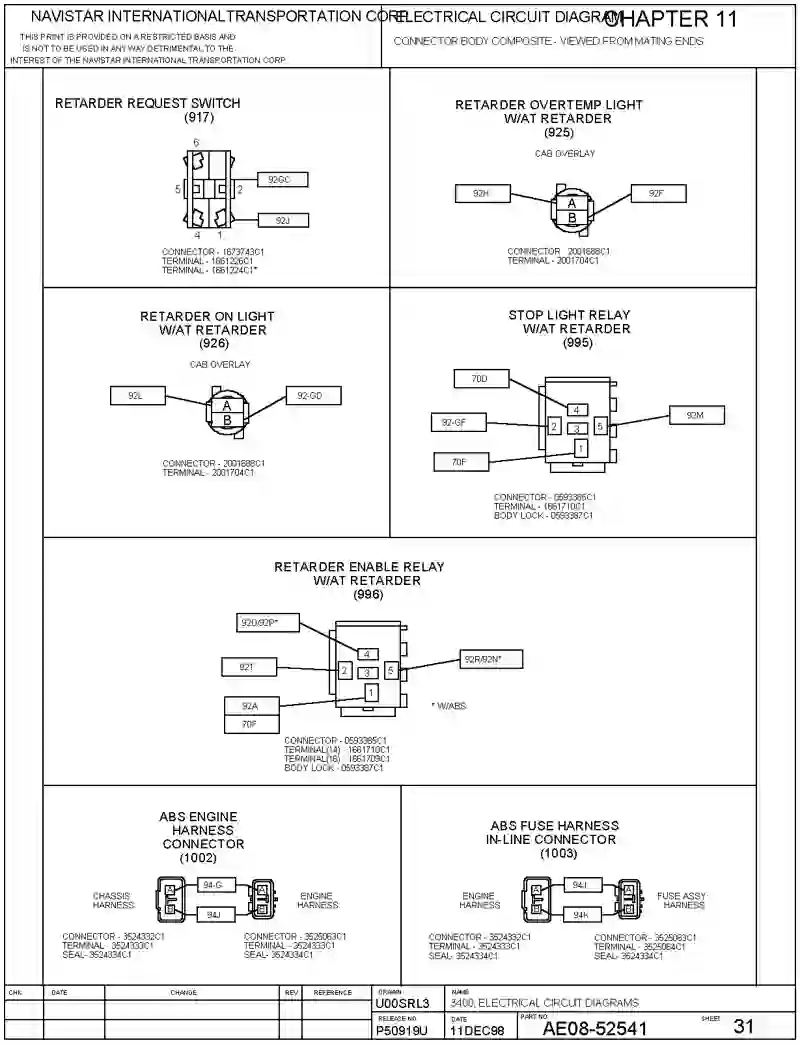 NAVISTAR INTERNATIONAL TRANSPORTATION CORP.
THIS PRINT IS PROVIDED ON A RESTRICTED BASIS AND
IS NOT TO BE USED IN ANY WAY DETRIMENTAL TO THE
INTEREST OF THE NAVISTAR INTERNATIONAL TRANSPORTATION CORP.
ELECTRICAL CIRCUIT DIAGRAM
CHAPTER 11
CONNECTOR BODY COMPOSITE - VIEWED FROM MATING ENDS
RETARDER REQUEST SWITCH
(917)
6
5
2
4
1
92GC
92J
CONNECTOR - 1673743C1
TERMINAL - 1661226C1
TERMINAL - 1661224C1*
RETARDER OVERTEMP LIGHT
W/AT RETARDER
(925)
CAB OVERLAY
92H
A
B
92F
CONNECTOR 2001688C1
TERMINAL - 2001704C1
RETARDER ON LIGHT
W/AT RETARDER
(926)
CAB OVERLAY
92L
A
B
92-GD
CONNECTOR - 2001688C1
TERMINAL - 2001704C1
STOP LIGHT RELAY
W/AT RETARDER
(995)
70D
92-GF
70F
4
2
3
5
1
92M
CONNECTOR - 0593385C1
TERMINAL - 1661710C1
BODY LOCK - 0593387C1
RETARDER ENABLE RELAY
W/AT RETARDER
(996)
92T
92A
70F
4
2
3
5
1
92R/92N*
* W/ABS
CONNECTOR - 0593385C1
TERMINAL(14) 1661710C1
TERMINAL(16) 1661709C1
BODY LOCK - 0593387C1
ABS ENGINE
HARNESS
CONNECTOR
(1002)
CHASSIS
HARNESS
A
B
94-G
94J
A
B
ENGINE
HARNESS
CONNECTOR - 3524332C1
TERMINAL - 3524333C1
SEAL- 3524334C1
CONNECTOR - 3525063C1
TERMINAL - 3524333C1
SEAL- 3524334C1
ABS FUSE HARNESS
IN-LINE CONNECTOR
(1003)
ENGINE
HARNESS
A
B
94K
A
B
FUSE ASSY
HARNESS
CONNECTOR - 3524332C1
TERMINAL - 3524333C1
SEAL- 3524334C1
CONNECTOR - 3525063C1
TERMINAL - 3525064C1
SEAL- 3524334C1
CHK
DATE
CHANGE
REV
REFERENCE
DRAWN
U00SRL3
NAME
3400, ELECTRICAL CIRCUIT DIAGRAMS
RELEASE NO.
P50919U
DATE
11DEC98
PART NO.
AE08-52541
SHEET
31